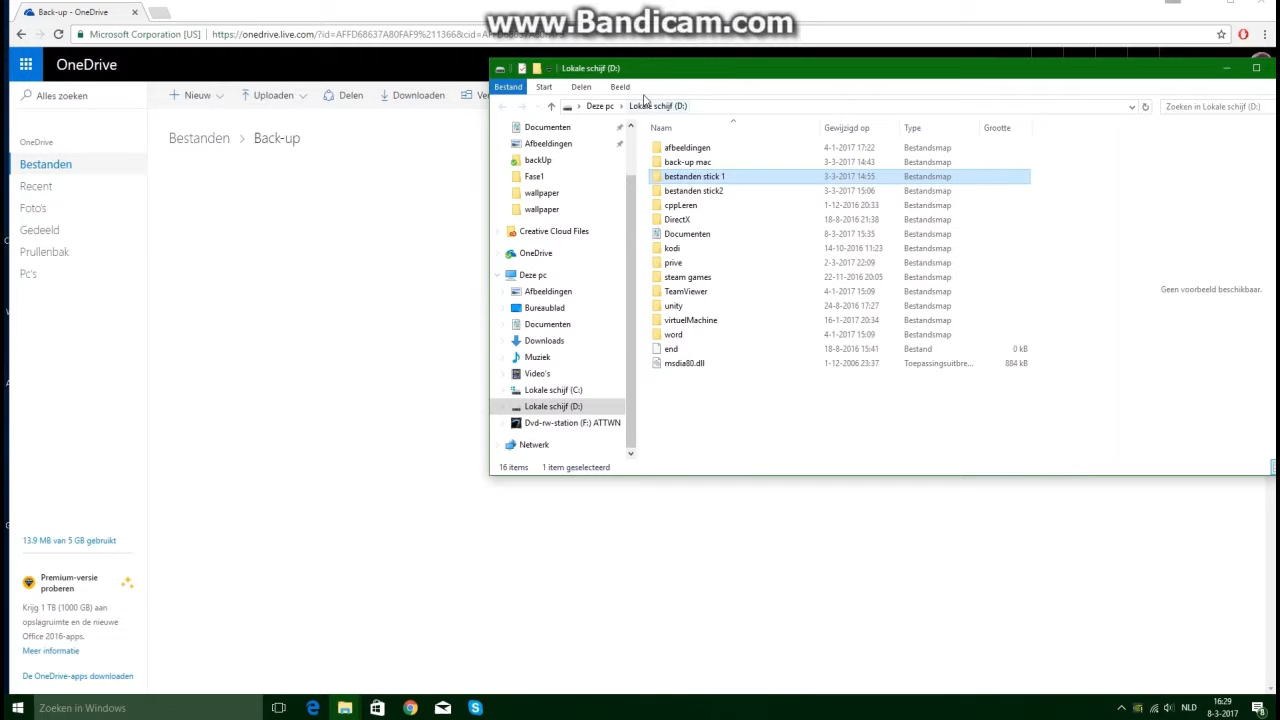 Back-up - OneDrive
www.Bandicam.com
Microsoft Corporation [US]
https://onedrive.live.com/?id=AFFD68637A80FAF9%211366&cid=A
OneDrive
Alles zoeken
Nieuw
Uploaden
Delen
Downloaden
Ve
OneDrive
Bestanden
Recent
Foto's
Gedeeld
Prullenbak
Pc's
Bestanden > Back-up
13.9 MB van 5 GB gebruikt
Premium-versie
proberen
Krijg 1 TB (1000 GB) aan
opslagruimte en de nieuwe
Office 2016-apps.
Meer informatie
De OneDrive-apps downloaden
Lokale schijf (D:)
Bestand Start Delen Beeld
Deze pc > Lokale schijf (D:)
Zoeken in Lokale schijf (D:)
Documenten
Afbeeldingen
backUp
Fase1
wallpaper
wallpaper
Creative Cloud Files
OneDrive
Deze pc
Afbeeldingen
Bureaublad
Documenten
Downloads
Muziek
Video's
Lokale schijf (C:)
Lokale schijf (D:)
Dvd-rw-station (F:) ATTWN
Netwerk
Naam Gewijzigd op Type Grootte
afbeeldingen 4-1-2017 17:22 Bestandsmap
back-up mac 3-3-2017 14:43 Bestandsmap
bestanden stick 1 3-3-2017 14:55 Bestandsmap
bestanden stick2 3-3-2017 15:06 Bestandsmap
cppLeren 1-12-2016 20:33 Bestandsmap
DirectX 18-8-2016 21:38 Bestandsmap
Documenten 8-3-2017 15:35 Bestandsmap
kodi 14-10-2016 11:23 Bestandsmap
prive 2-3-2017 22:09 Bestandsmap
steam games 22-11-2016 20:05 Bestandsmap
TeamViewer 4-1-2017 15:09 Bestandsmap
unity 24-8-2016 17:27 Bestandsmap
virtuelMachine 16-1-2017 20:34 Bestandsmap
word 4-1-2017 15:09 Bestandsmap
end 18-8-2016 15:41 Bestand 0 kB
msdia80.dll 1-12-2006 23:37 Toepassingsuitbre... 884 kB
Geen voorbeeld beschikbaar.
16 items 1 item geselecteerd
Zoeken in Windows
NLD
16:29
8-3-2017